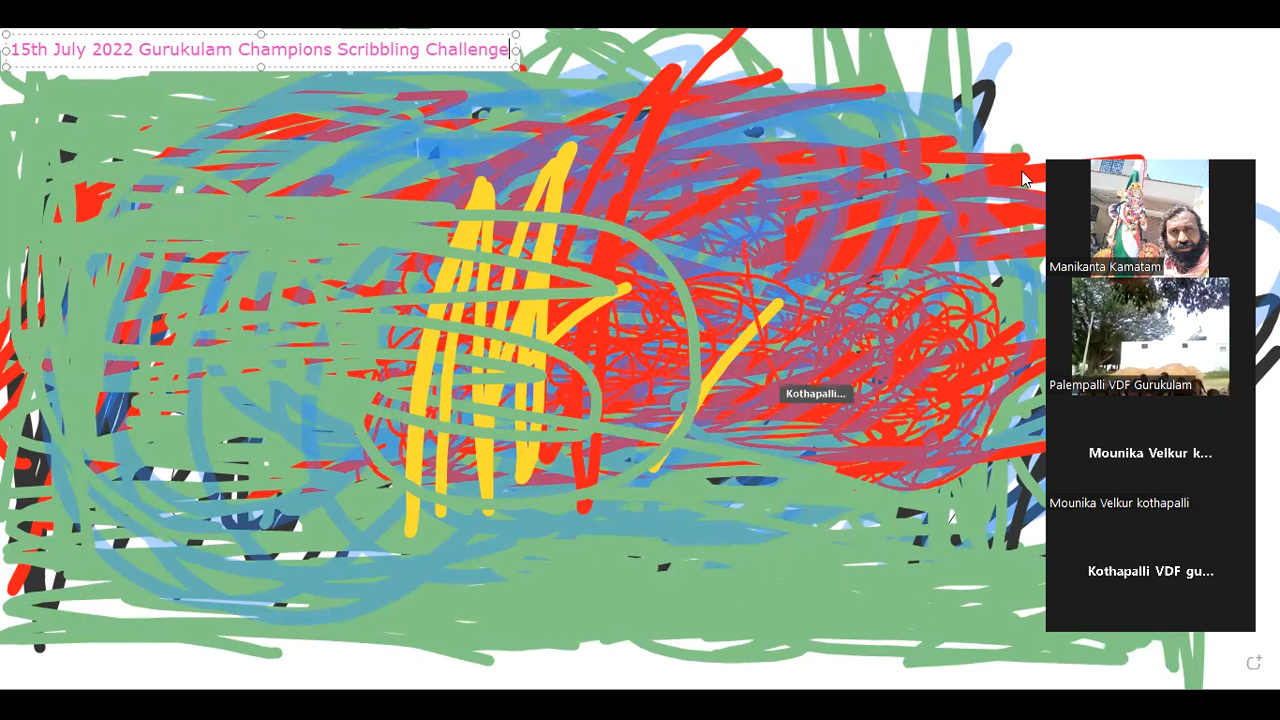 15th July 2022 Gurukulam Champions Scribbling Challenge
Manikanta Kamatam
Palempalli VDF Gurukulam
Kothapalli...
Mounika Velkur k...
Mounika Velkur kothapalli
Kothapalli VDF gu...